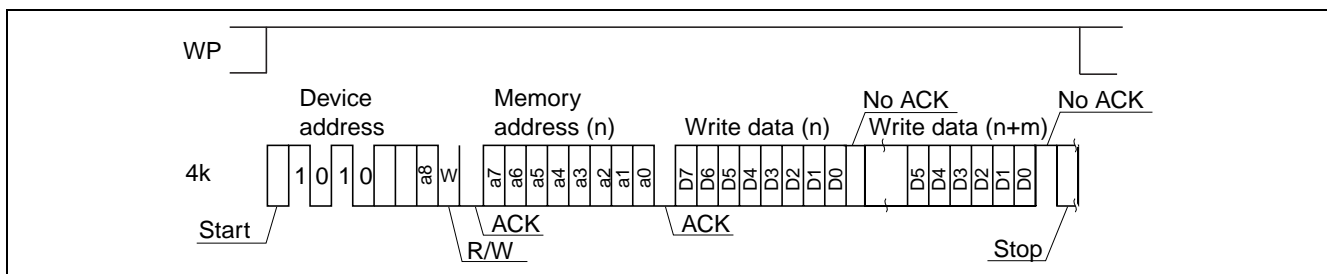 WP
Device address
Memory address (n)
Write data (n)
No ACK
Write data (n+m)
No ACK
4k
1 0 1 0 a8 W a7 a6 a5 a4 a3 a2 a1 a0 D7 D6 D5 D4 D3 D2 D1 D0 D5 D4 D3 D2 D1 D0
Start
R/W
ACK
ACK
Stop